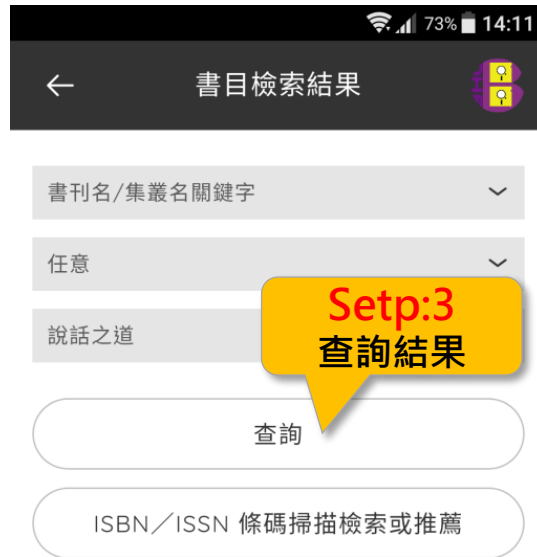 73% 14:11
書目檢索結果
書刊名/集叢名關鍵字
任意
說話之道
Setp:3
查詢結果
查詢
ISBN／ISSN 條碼掃描檢索或推薦